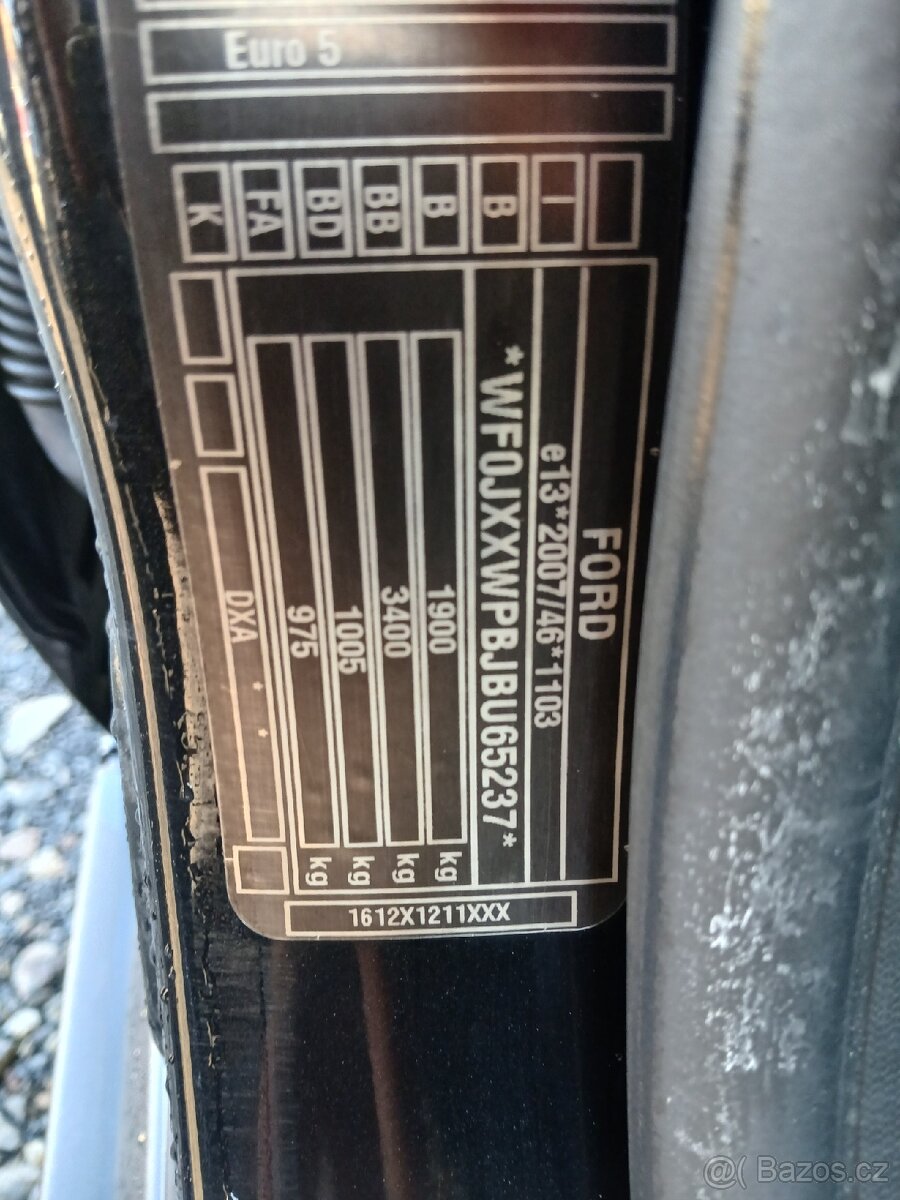 Euro 5
K
FA
BD
BB
B
B
I
FORD
e13*2007/46*1103
*WF0JXXWPBJBU65237*
1900 kg
3400 kg
1005 kg
975 kg
DXA
1612X1211XXX
@( Bazos.cz